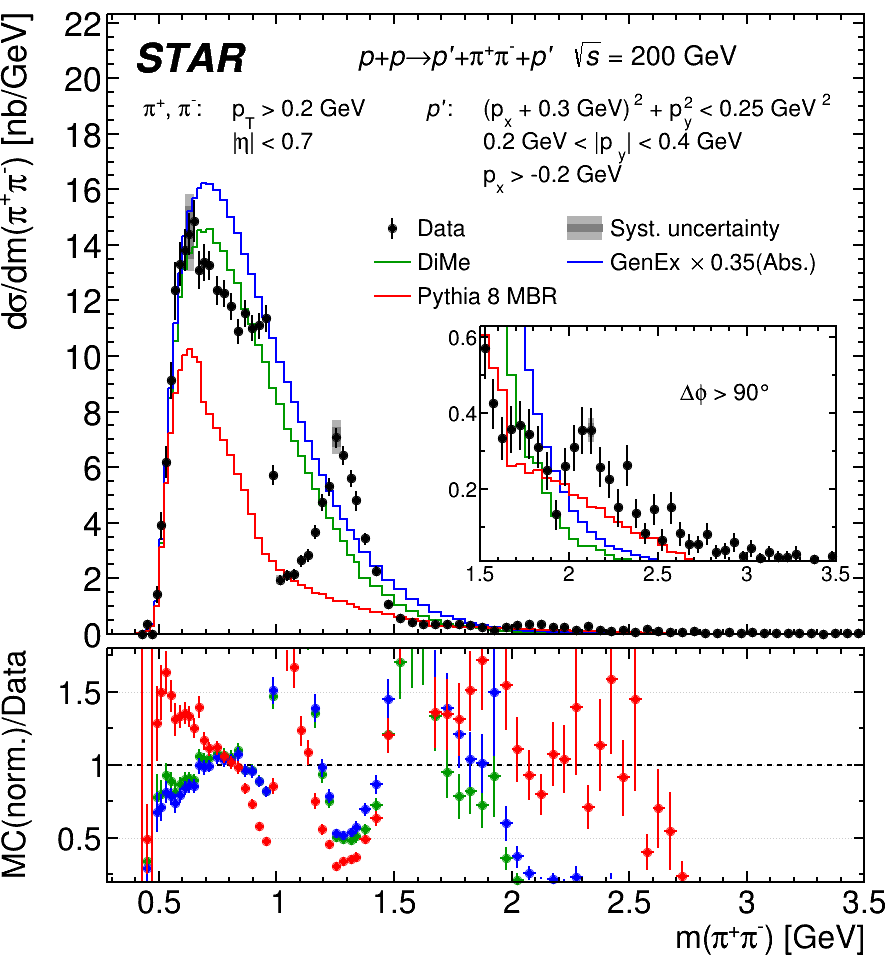 STAR p+p→p′+π⁺π⁻+p′ √s = 200 GeV
π⁺, π⁻: p_T > 0.2 GeV p′: (p_x + 0.3 GeV)² + p_y² < 0.25 GeV²
|η| < 0.7 0.2 GeV < |p_y| < 0.4 GeV
p_x > -0.2 GeV
Data Syst. uncertainty
DiMe GenEx × 0.35(Abs.)
Pythia 8 MBR
dσ/dm(π⁺π⁻) [nb/GeV]
22
20
18
16
14
12
10
8
6
4
2
0
Δϕ > 90°
0.6
0.4
0.2
1.5 2 2.5 3 3.5
MC(norm.)/Data
1.5
1
0.5
0.5 1 1.5 2 2.5 3 3.5
m(π⁺π⁻) [GeV]